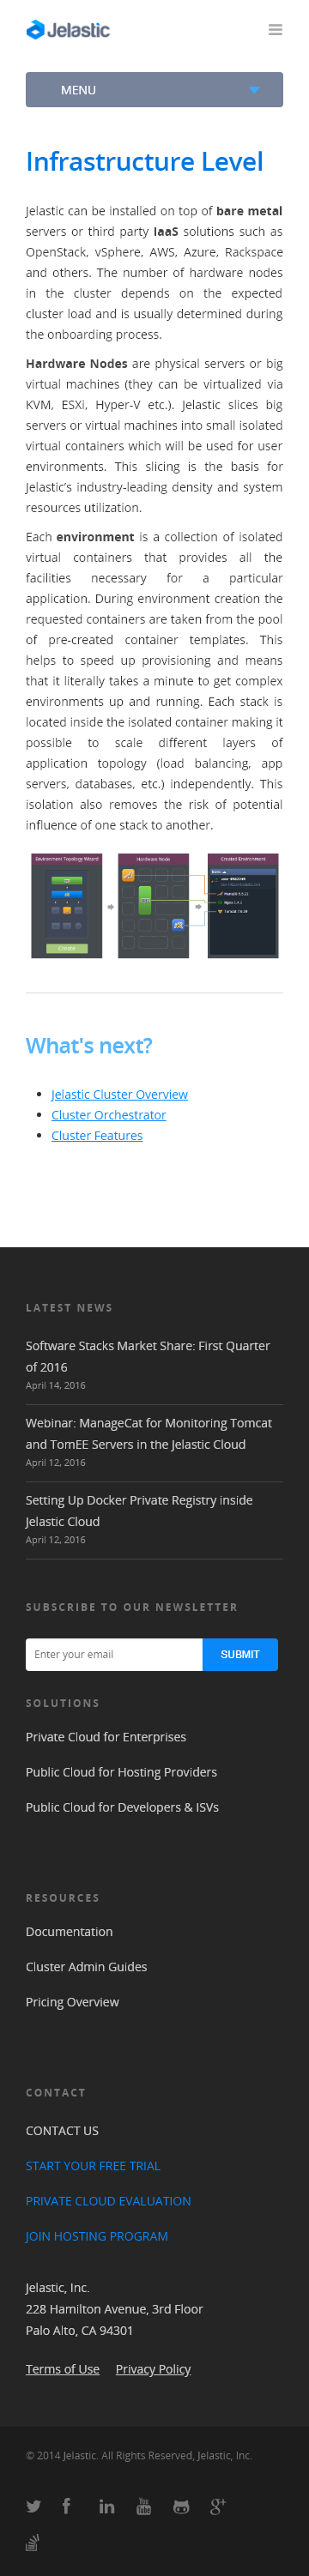 Jelastic
MENU
Infrastructure Level
Jelastic can be installed on top of bare metal
servers or third party IaaS solutions such as
OpenStack, vSphere, AWS, Azure, Rackspace
and others. The number of hardware nodes
in the cluster depends on the expected
cluster load and is usually determined during
the onboarding process.
Hardware Nodes are physical servers or big
virtual machines (they can be virtualized via
KVM, ESXi, Hyper-V etc.). Jelastic slices big
servers or virtual machines into small isolated
virtual containers which will be used for user
environments. This slicing is the basis for
Jelastic's industry-leading density and system
resources utilization.
Each environment is a collection of isolated
virtual containers that provides all the
facilities necessary for a particular
application. During environment creation the
requested containers are taken from the pool
of pre-created container templates. This
helps to speed up provisioning and means
that it literally takes a minute to get complex
environments up and running. Each stack is
located inside the isolated container making it
possible to scale different layers of
application topology (load balancing, app
servers, databases, etc.) independently. This
isolation also removes the risk of potential
influence of one stack to another.
Environment Topology Wizard
Hardware Node
Created Environment
Create
What's next?
Jelastic Cluster Overview
Cluster Orchestrator
Cluster Features
LATEST NEWS
Software Stacks Market Share: First Quarter
of 2016
April 14, 2016
Webinar: ManageCat for Monitoring Tomcat
and TomEE Servers in the Jelastic Cloud
April 12, 2016
Setting Up Docker Private Registry inside
Jelastic Cloud
April 12, 2016
SUBSCRIBE TO OUR NEWSLETTER
Enter your email
SUBMIT
SOLUTIONS
Private Cloud for Enterprises
Public Cloud for Hosting Providers
Public Cloud for Developers & ISVs
RESOURCES
Documentation
Cluster Admin Guides
Pricing Overview
CONTACT
CONTACT US
START YOUR FREE TRIAL
PRIVATE CLOUD EVALUATION
JOIN HOSTING PROGRAM
Jelastic, Inc.
228 Hamilton Avenue, 3rd Floor
Palo Alto, CA 94301
Terms of Use Privacy Policy
© 2014 Jelastic. All Rights Reserved, Jelastic, Inc.
You Tube